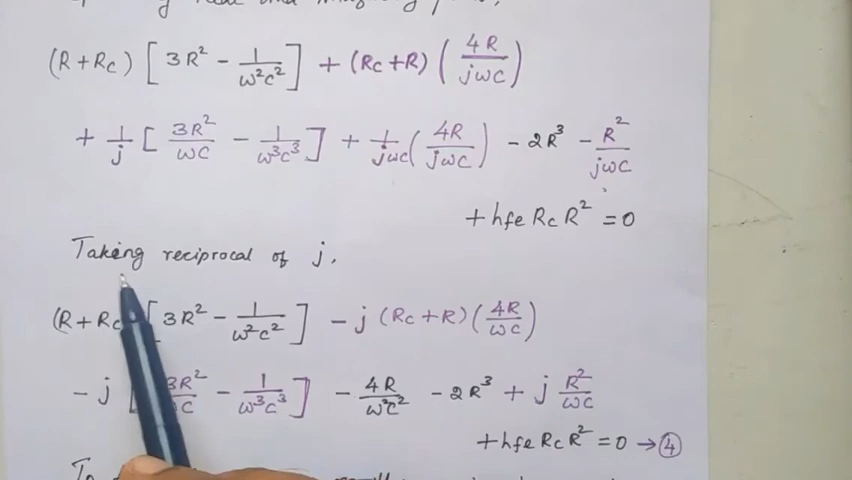 (R+Rc) [3R² - 1/ω²c²] + (Rc+R) (4R/jωc)
+ 1/j [3R²/ωc - 1/ω³c³] + 1/jωc (4R/jωc) - 2R³ - R²/jωc
+ hfe Rc R² = 0
Taking reciprocal of j.
(R+Rc [3R² - 1/ω²c²] - j (Rc+R) (4R/ωc)
- j [3R²/ωc - 1/ω³c³] - 4R/ω²c² - 2R³ + j R²/ωc
+ hfe Rc R² = 0 → ④